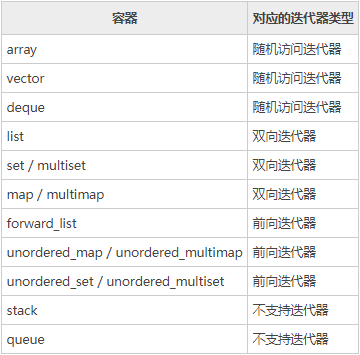 容器 对应的迭代器类型
array 随机访问迭代器
vector 随机访问迭代器
deque 随机访问迭代器
list 双向迭代器
set / multiset 双向迭代器
map / multimap 双向迭代器
forward_list 前向迭代器
unordered_map / unordered_multimap 前向迭代器
unordered_set / unordered_multiset 前向迭代器
stack 不支持迭代器
queue 不支持迭代器